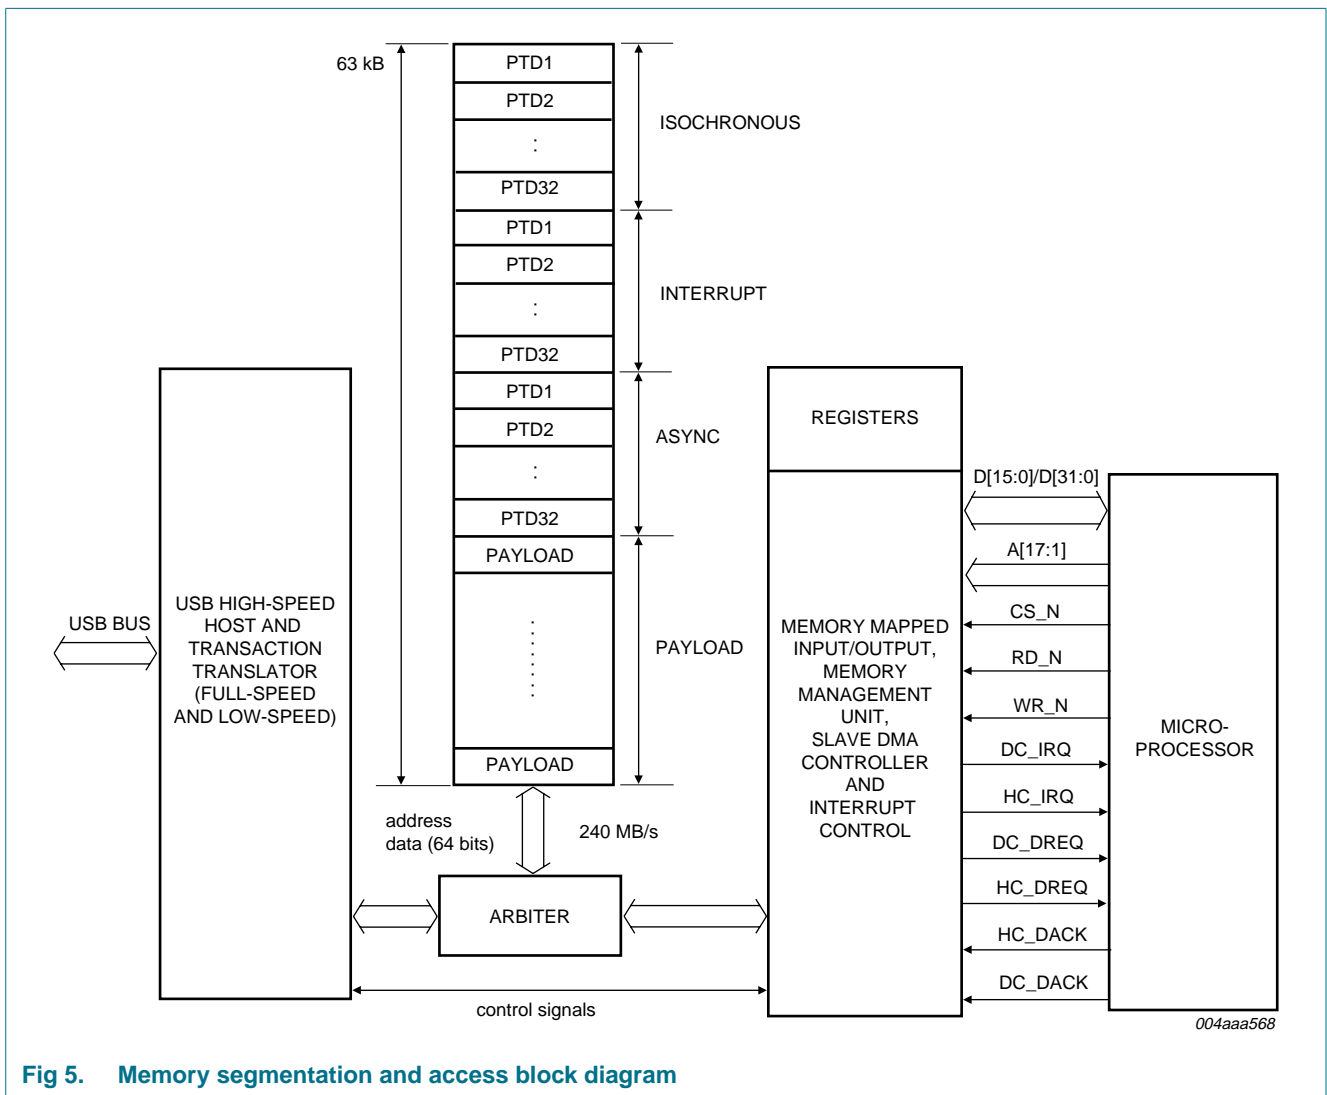 63 kB
PTD1
PTD2
:
PTD32
ISOCHRONOUS
PTD1
PTD2
:
PTD32
INTERRUPT
PTD1
PTD2
:
PTD32
ASYNC
PAYLOAD
PAYLOAD
PAYLOAD
USB BUS
USB HIGH-SPEED
HOST AND
TRANSACTION
TRANSLATOR
(FULL-SPEED
AND LOW-SPEED)
address
data (64 bits)
240 MB/s
ARBITER
control signals
REGISTERS
MEMORY MAPPED
INPUT/OUTPUT,
MEMORY
MANAGEMENT
UNIT,
SLAVE DMA
CONTROLLER
AND
INTERRUPT
CONTROL
D[15:0]/D[31:0]
A[17:1]
CS_N
RD_N
WR_N
DC_IRQ
HC_IRQ
DC_DREQ
HC_DREQ
HC_DACK
DC_DACK
MICRO-
PROCESSOR
004aaa568
Fig 5. Memory segmentation and access block diagram